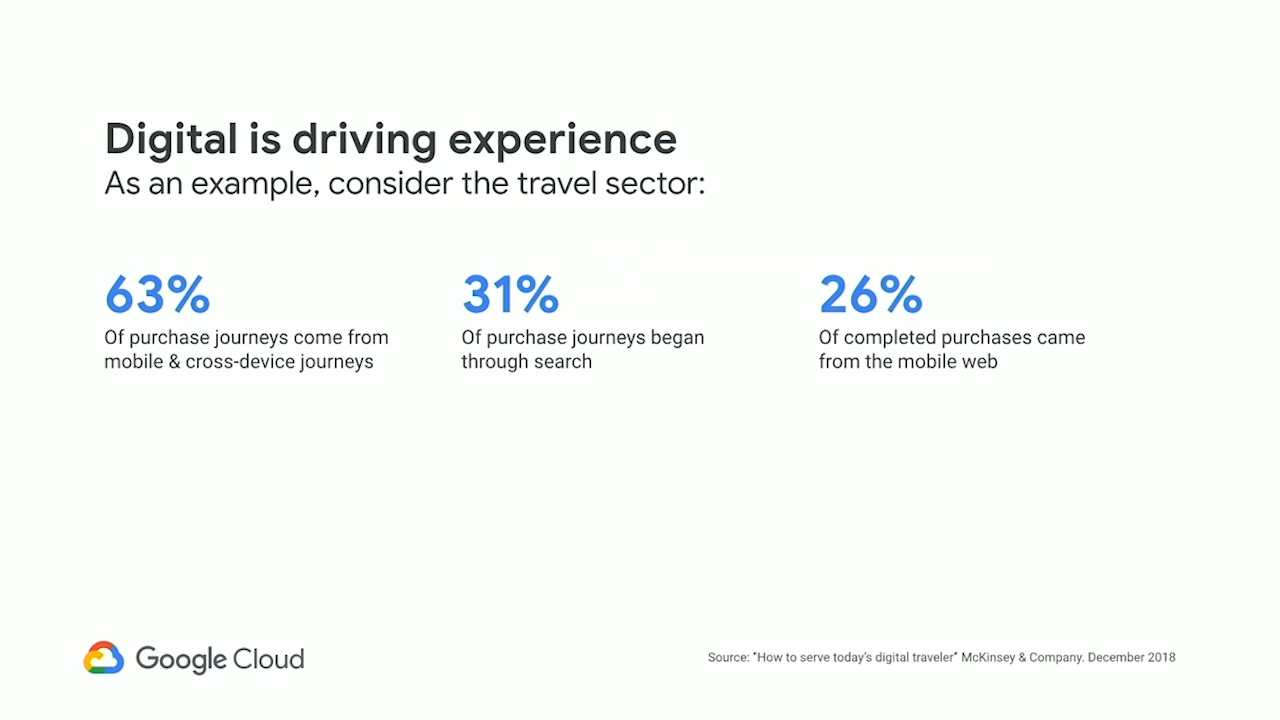 Digital is driving experience
As an example, consider the travel sector:
63%
Of purchase journeys come from
mobile & cross-device journeys
31%
Of purchase journeys began
through search
26%
Of completed purchases came
from the mobile web
Google Cloud
Source: "How to serve today's digital traveler" McKinsey & Company. December 2018